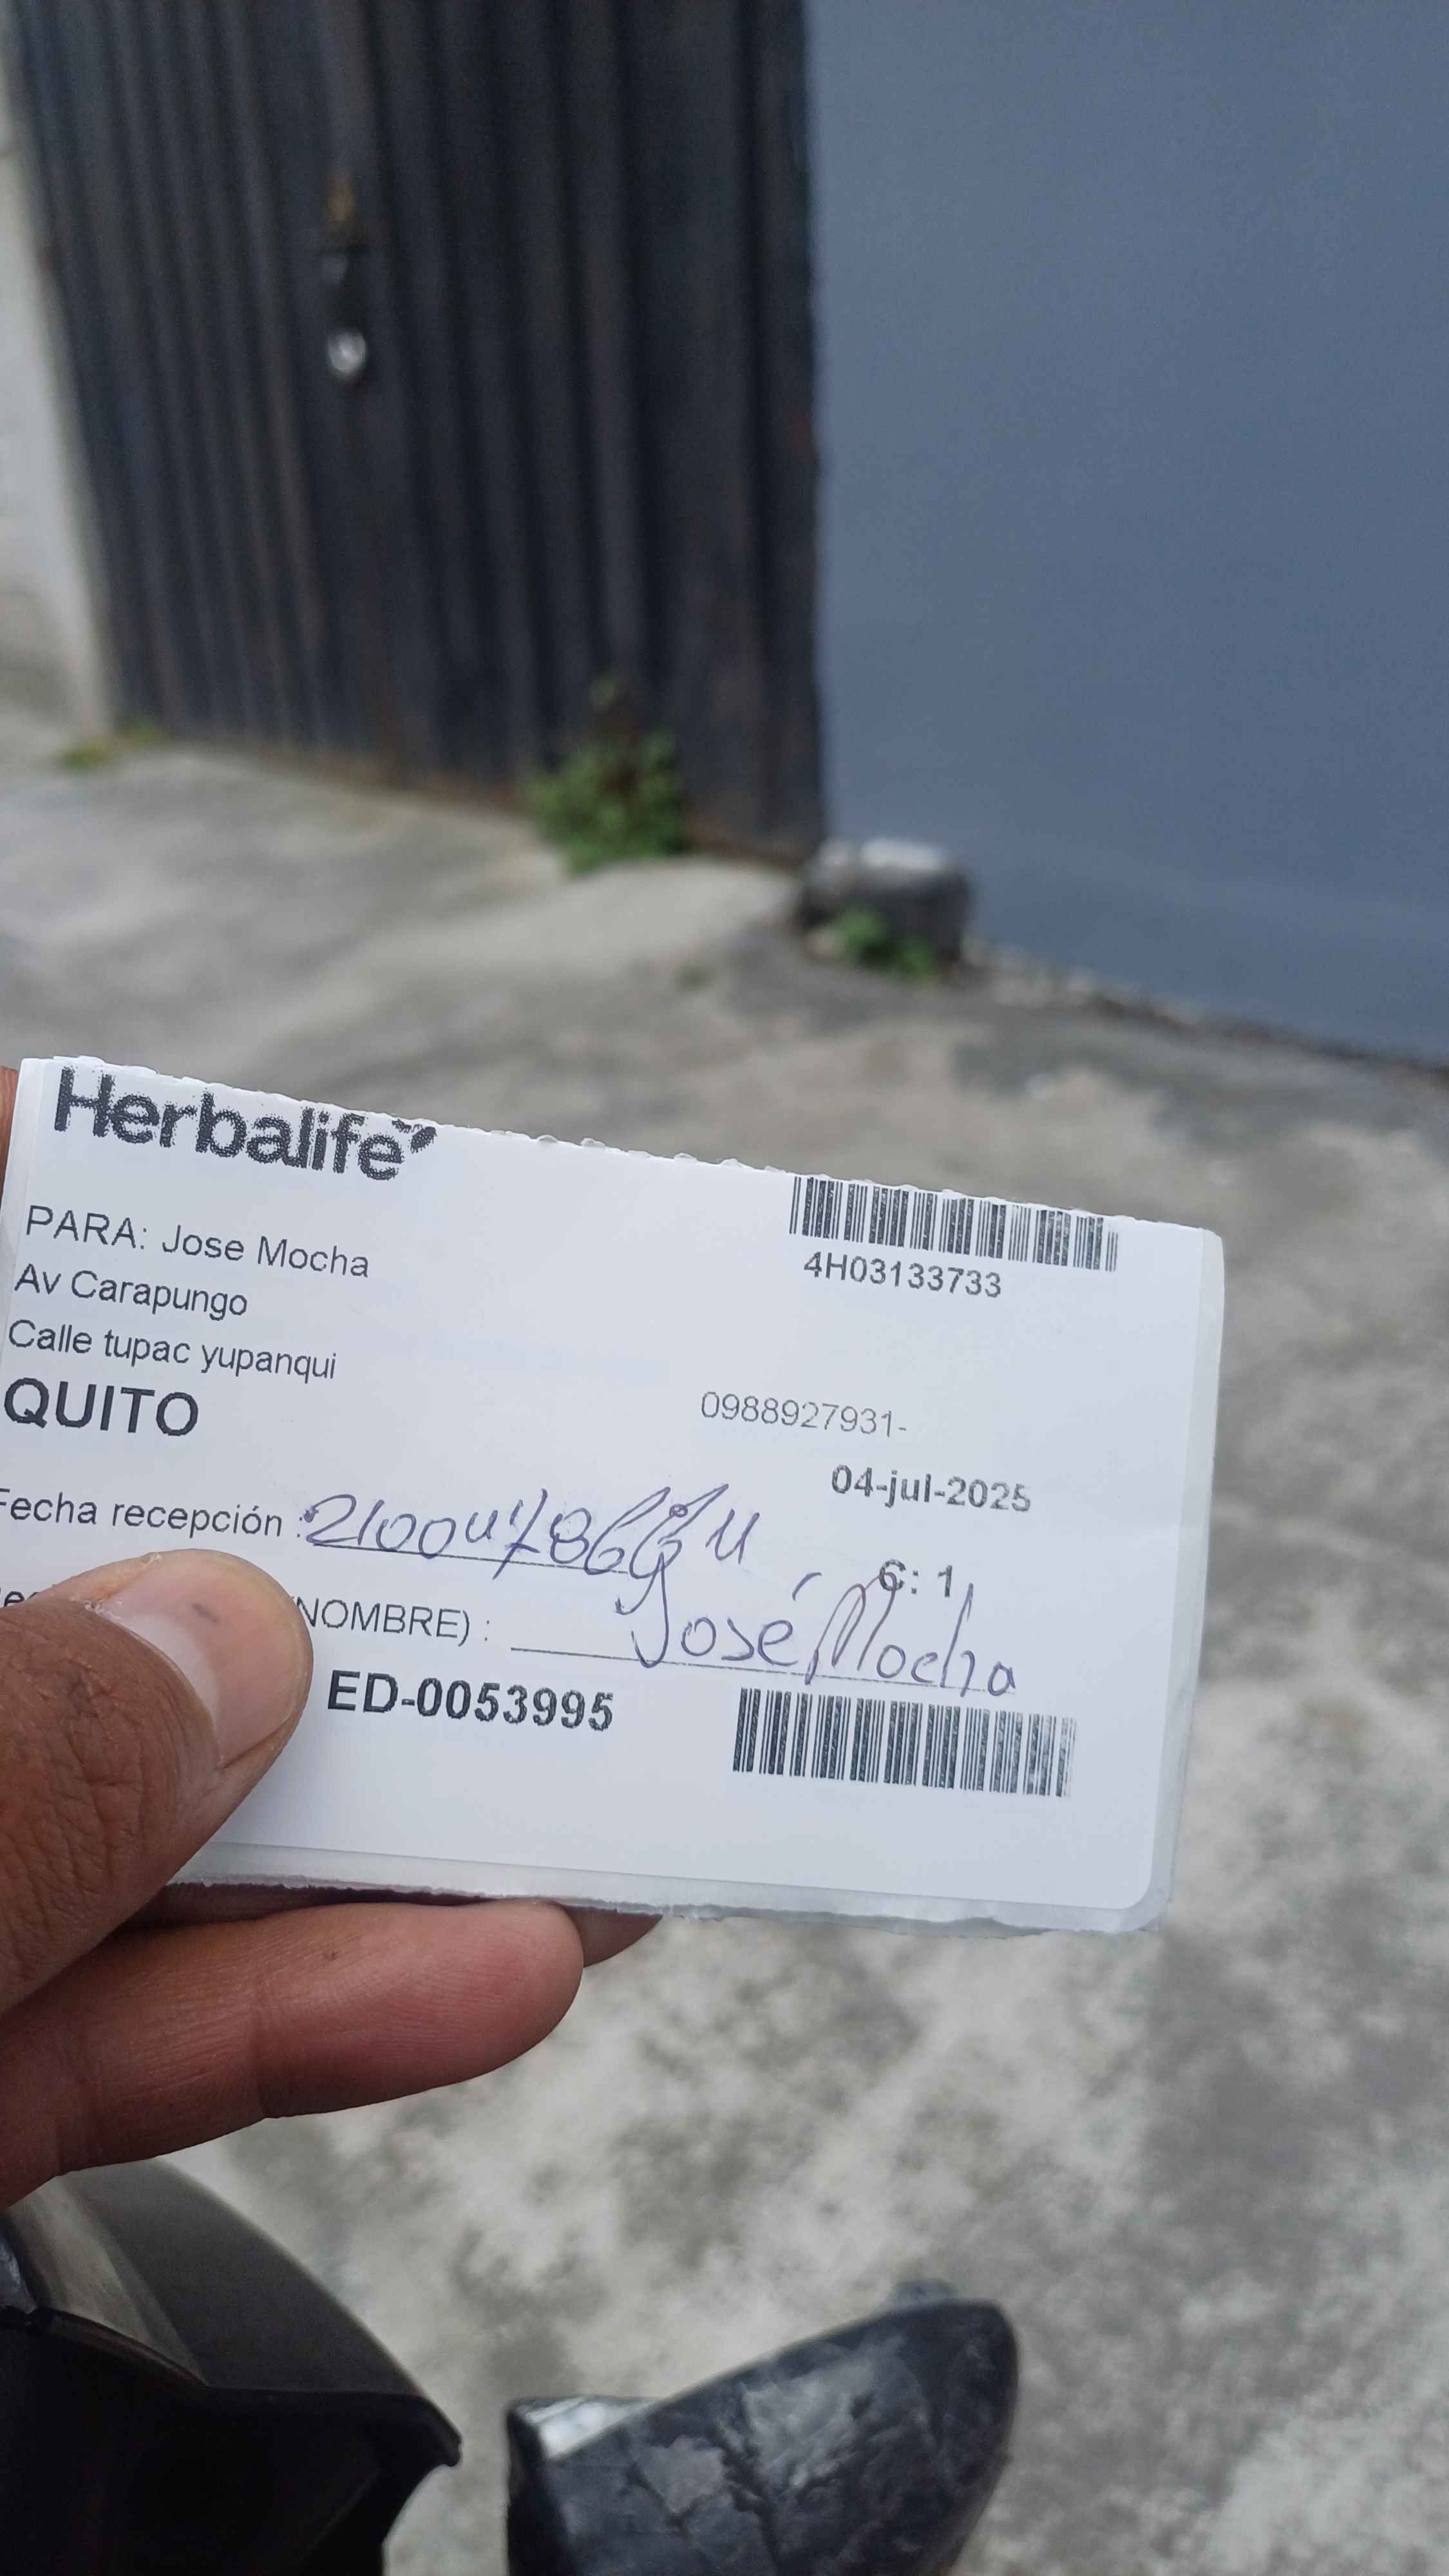 Herbalife
4H03133733
PARA: Jose Mocha
Av Carapungo
Calle tupac yupanqui
QUITO
0988927931-
04-jul-2025
Fecha recepción :
C: 1
NOMBRE) : José Mocha
ED-0053995